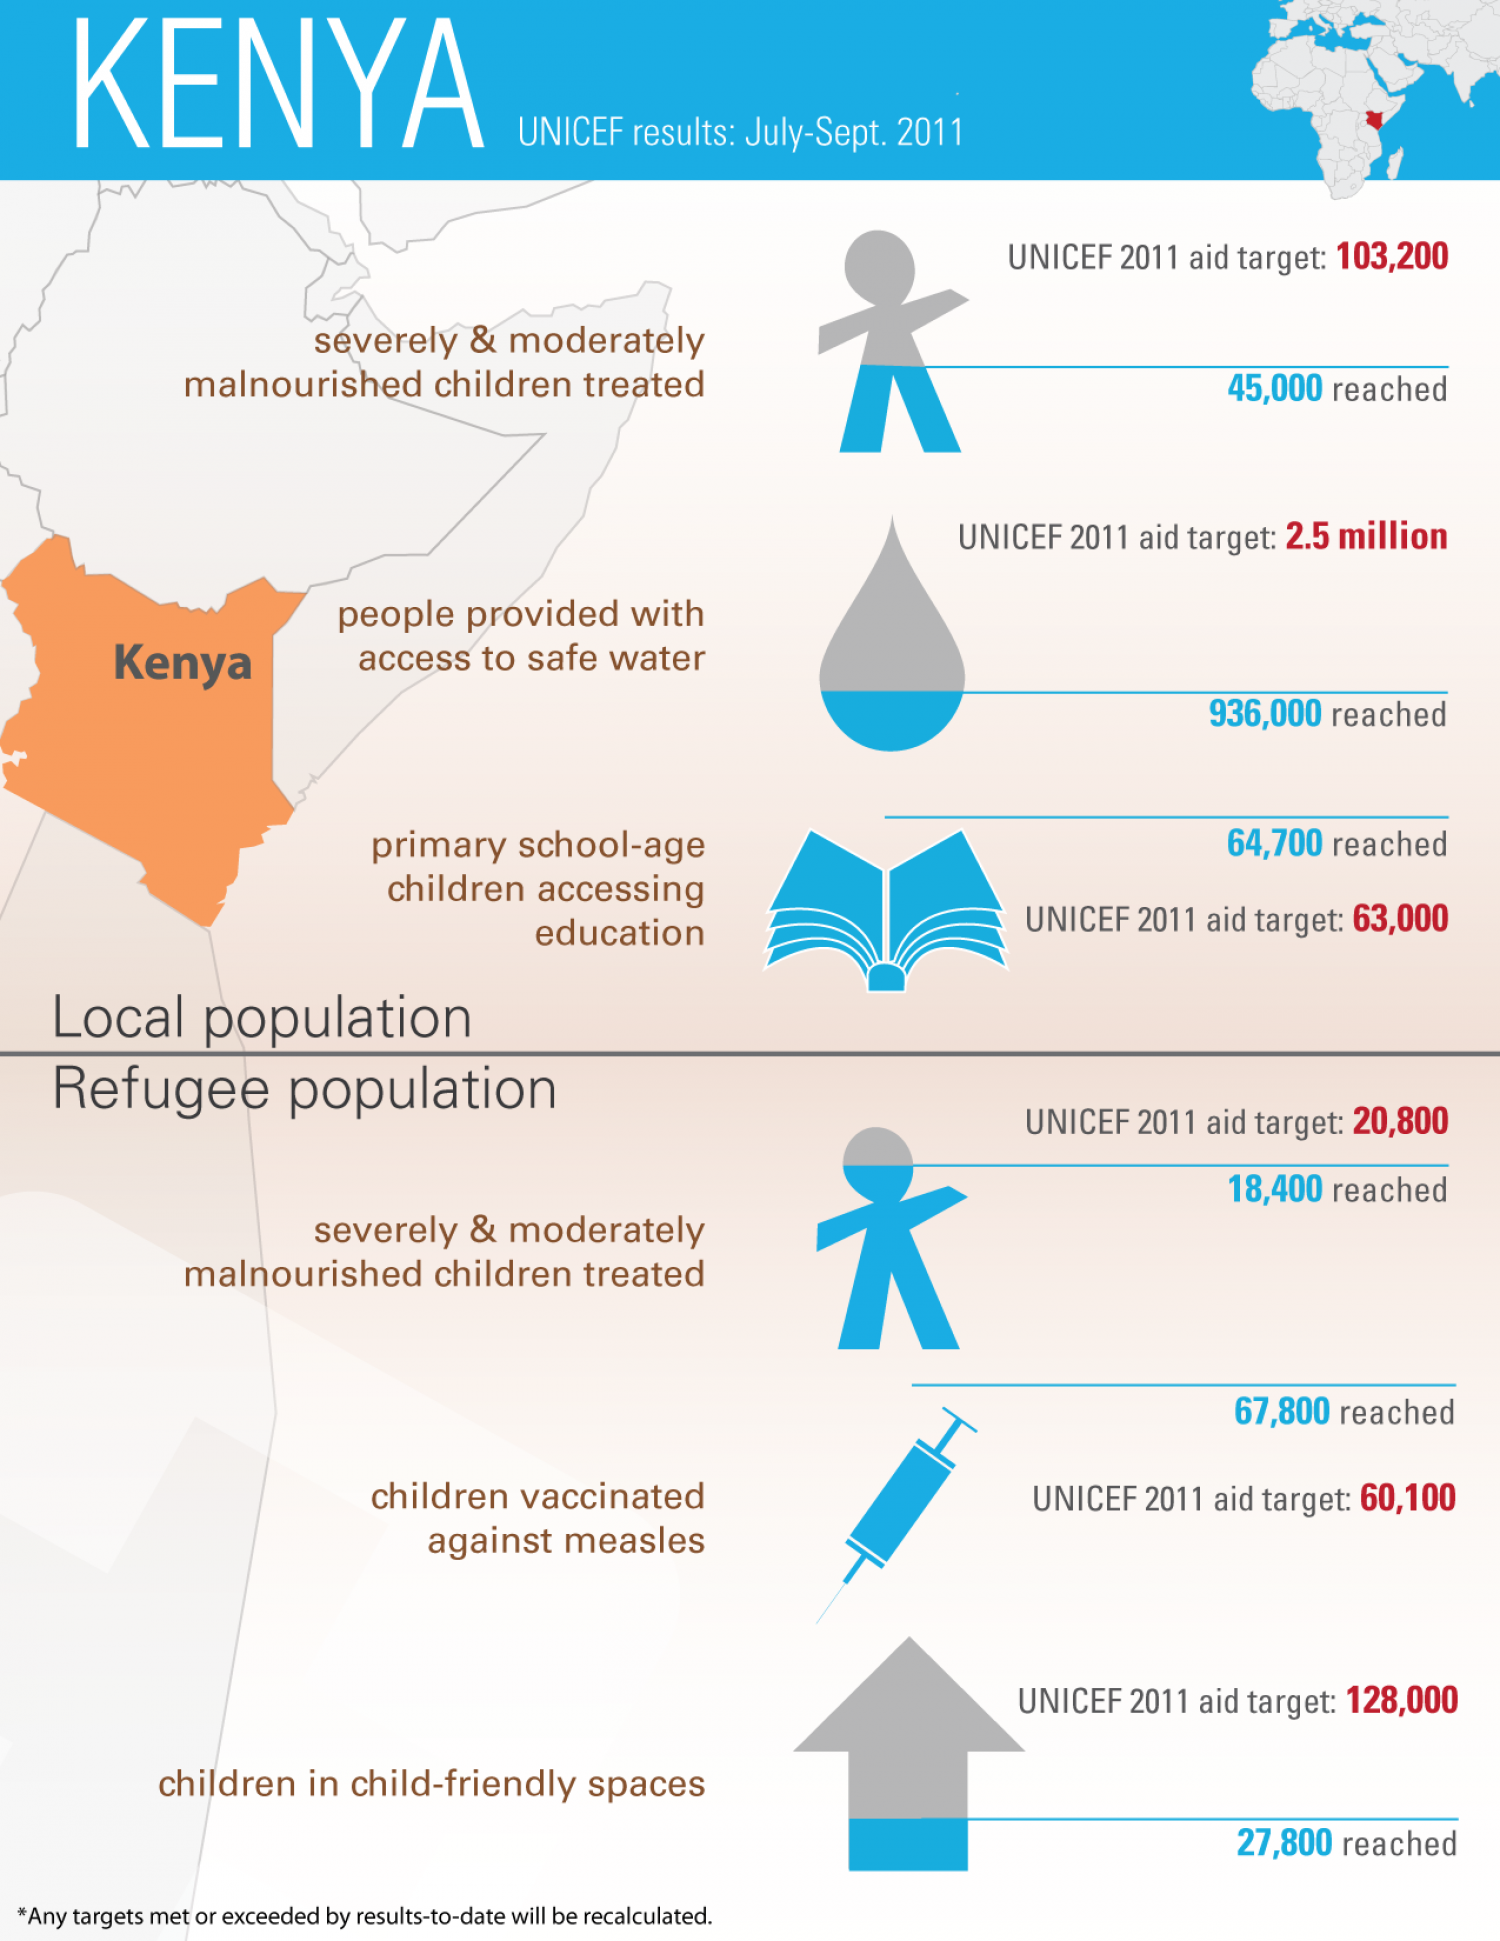 KENYA
UNICEF results: July-Sept. 2011
UNICEF 2011 aid target: 103,200
severely & moderately
malnourished children treated
45,000 reached
UNICEF 2011 aid target: 2.5 million
people provided with
access to safe water
Kenya
936,000 reached
primary school-age
children accessing
education
64,700 reached
UNICEF 2011 aid target: 63,000
Local population
Refugee population
UNICEF 2011 aid target: 20,800
18,400 reached
severely & moderately
malnourished children treated
67,800 reached
children vaccinated
against measles
UNICEF 2011 aid target: 60,100
UNICEF 2011 aid target: 128,000
children in child-friendly spaces
27,800 reached
*Any targets met or exceeded by results-to-date will be recalculated.